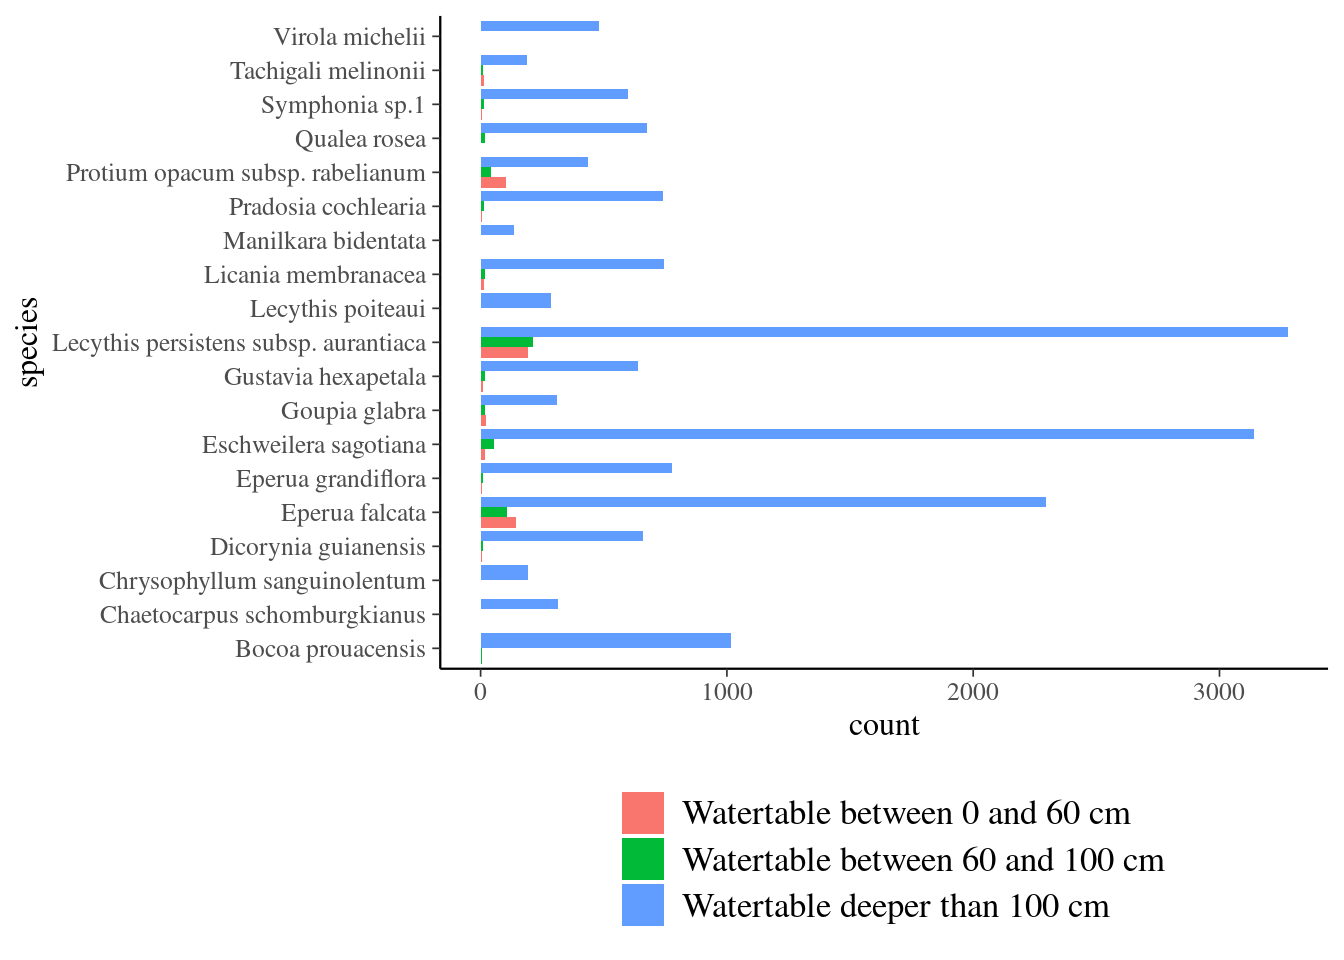 Virola michelii
Tachigali melinonii
Symphonia sp.1
Qualea rosea
Protium opacum subsp. rabelianum
Pradosia cochlearia
Manilkara bidentata
Licania membranacea
Lecythis poiteaui
Lecythis persistens subsp. aurantiaca
Gustavia hexapetala
Goupia glabra
Eschweilera sagotiana
Eperua grandiflora
Eperua falcata
Dicorynia guianensis
Chrysophyllum sanguinolentum
Chaetocarpus schomburgkianus
Bocoa prouacensis
species
0 1000 2000 3000
count
Watertable between 0 and 60 cm
Watertable between 60 and 100 cm
Watertable deeper than 100 cm